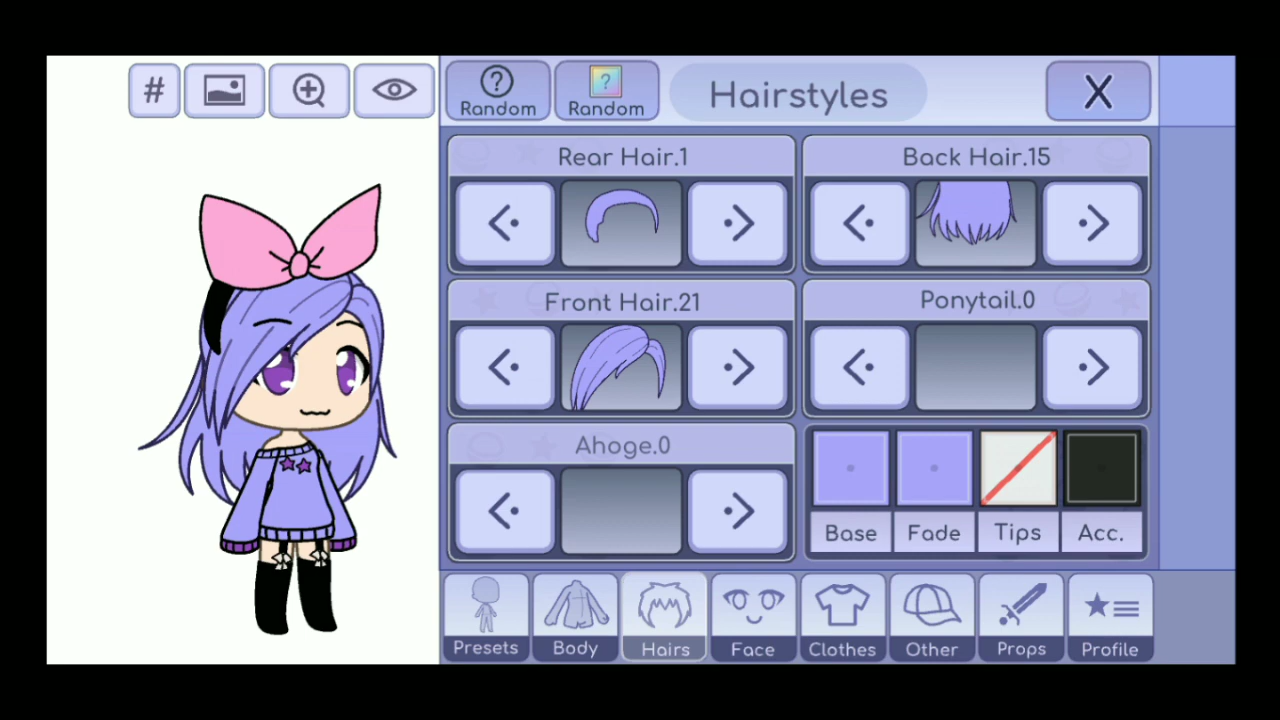 #
Random
Random
Hairstyles
X
Rear Hair.1
Back Hair.15
Front Hair.21
Ponytail.0
Ahoge.0
Base
Fade
Tips
Acc.
Presets
Body
Hairs
Face
Clothes
Other
Props
Profile